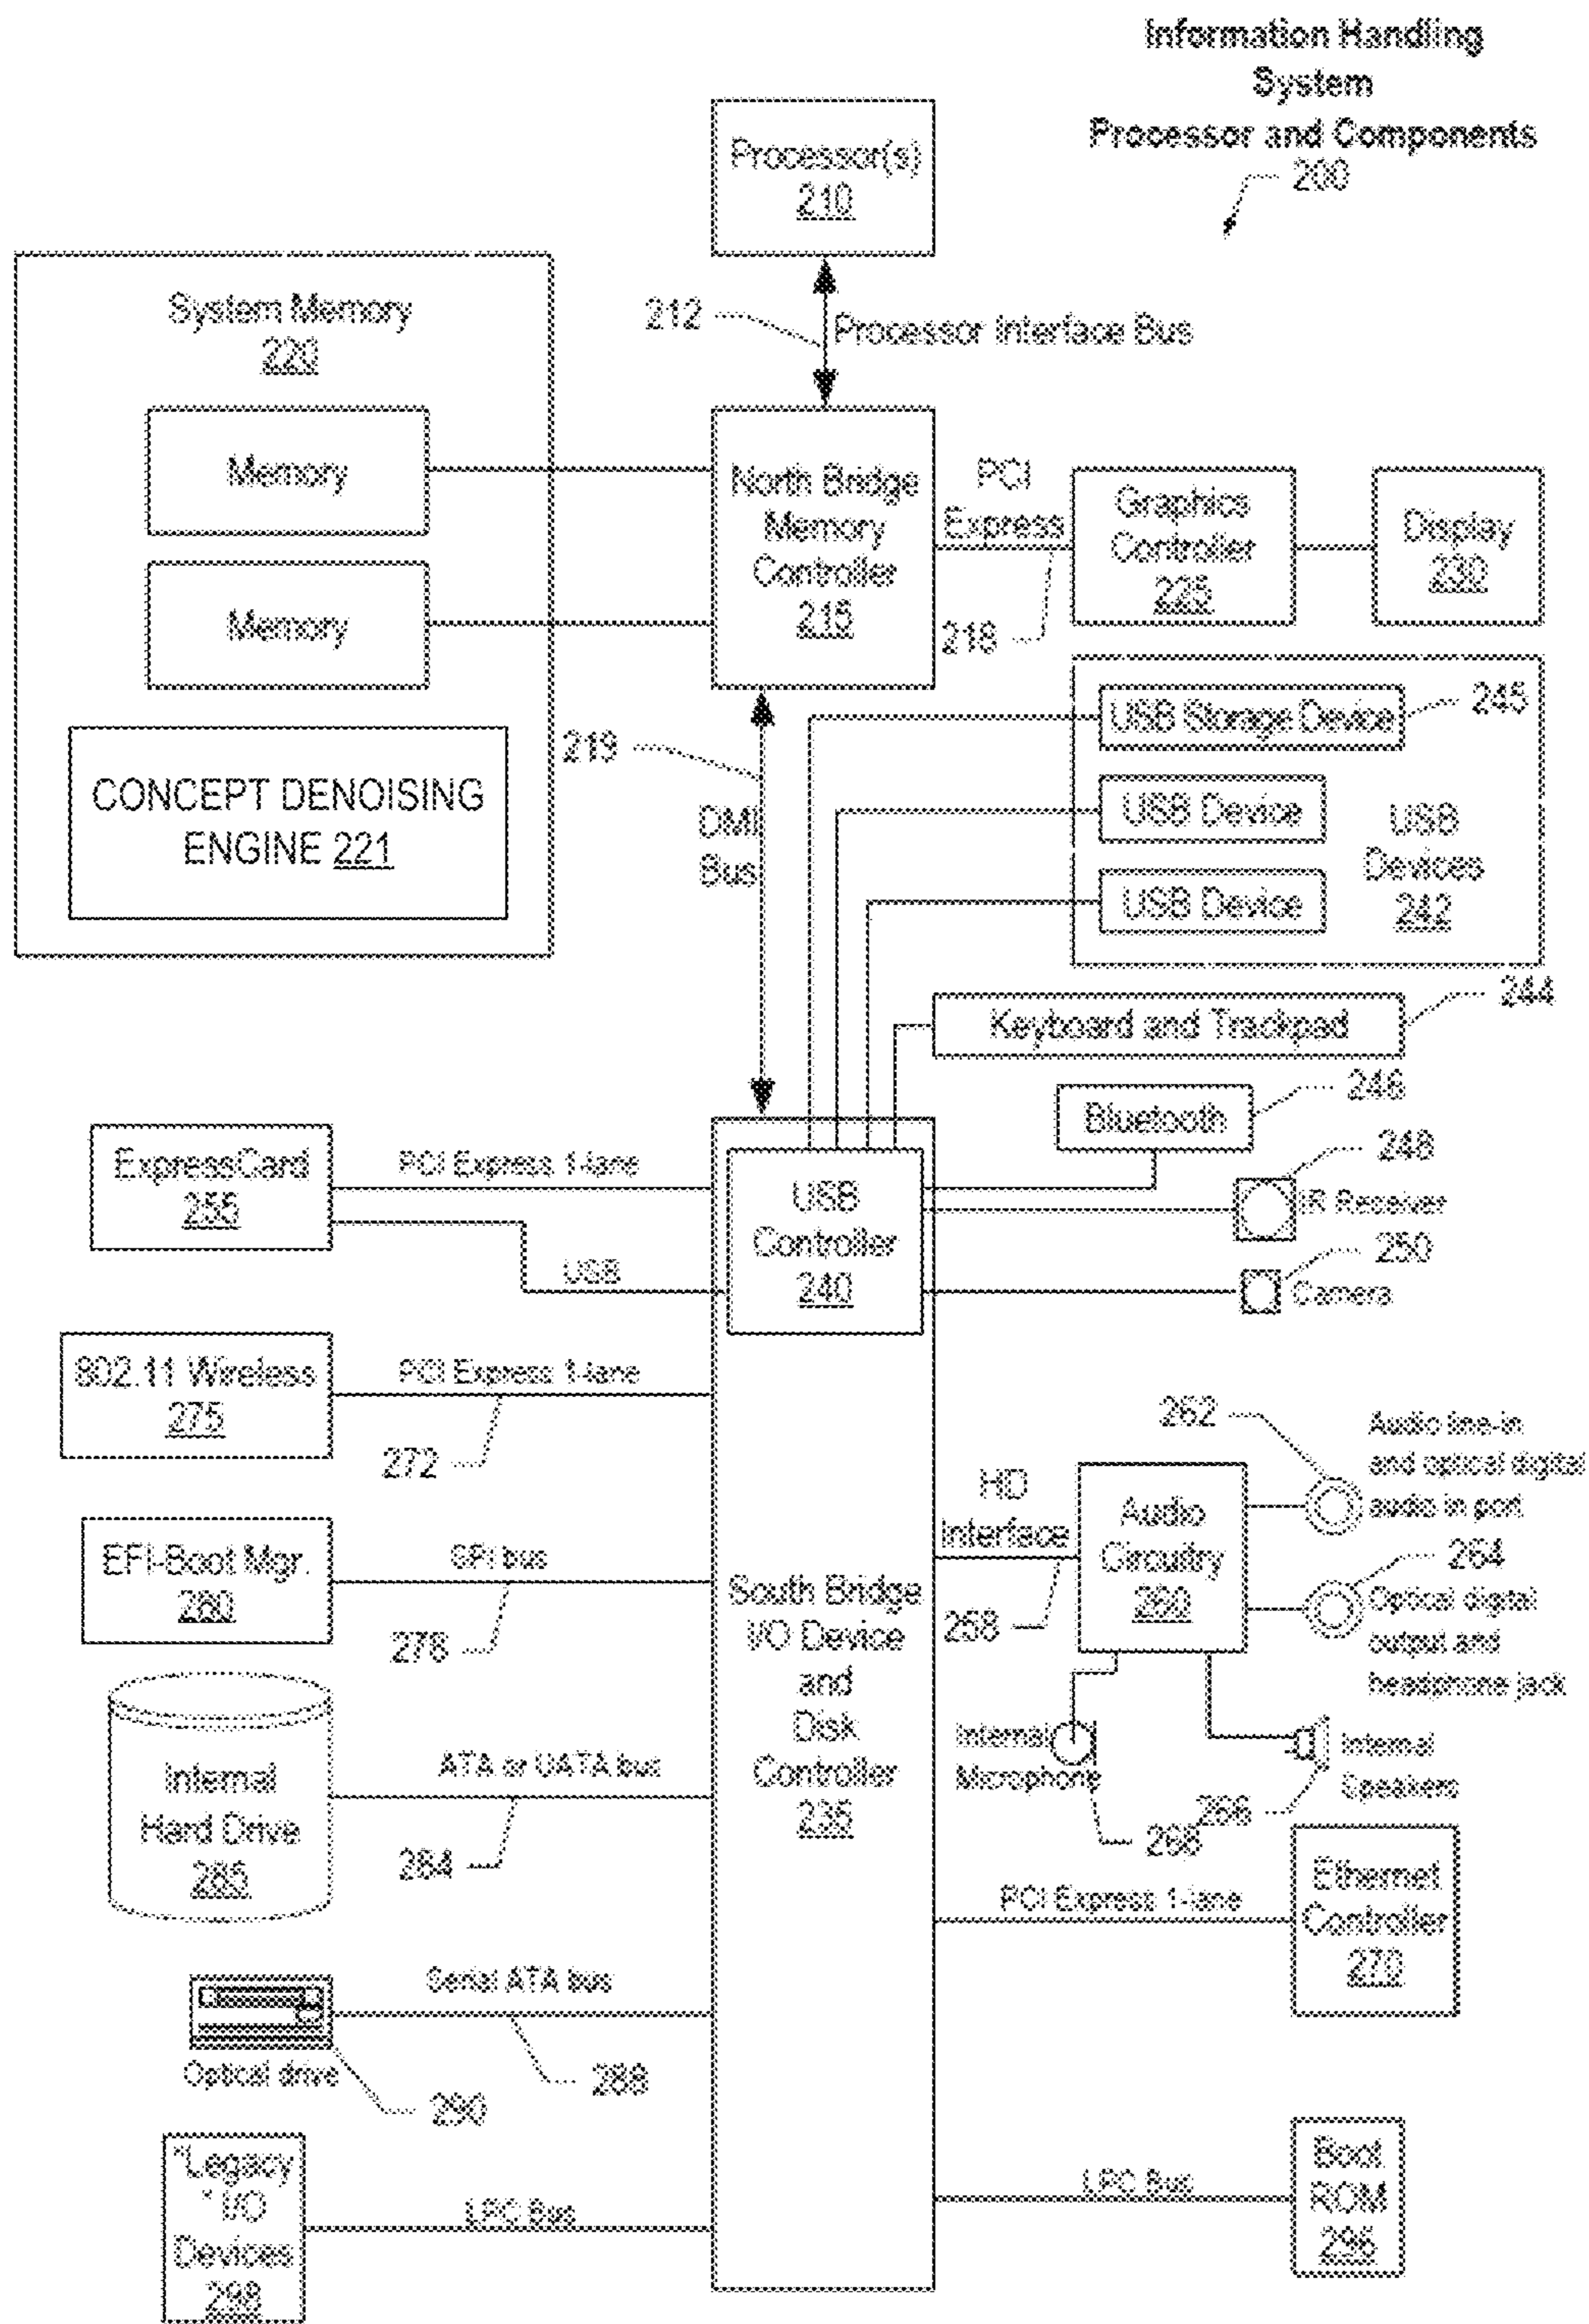 Information Handling
System
Processor and Components
200
Processor(s)
210
212
Processor Interface Bus
System Memory
220
Memory
Memory
CONCEPT DENOISING
ENGINE 221
North Bridge
Memory
Controller
215
PCI
Express
218
Graphics
Controller
225
Display
230
219
DMI
Bus
USB Storage Device
245
USB Device
USB Device
USB
Devices
242
Keyboard and Trackpad
244
Bluetooth
246
248
IR Receiver
250
Camera
USB
Controller
240
ExpressCard
255
PCI Express 1-lane
USB
802.11 Wireless
275
PCI Express 1-lane
272
EFI-Boot Mgr.
280
SPI bus
278
Internal
Hard Drive
285
ATA or UATA bus
284
Serial ATA bus
Optical drive
288
290
"Legacy
" I/O
Devices
298
LPC Bus
South Bridge
I/O Device
and
Disk
Controller
235
HD
Interface
258
Audio
Circuitry
260
262
Audio line-in
and optical digital
audio in port
264
Optical digital
output and
headphone jack
Internal
Microphone
268
266
Internal
Speakers
PCI Express 1-lane
Ethernet
Controller
270
LPC Bus
Boot
ROM
296